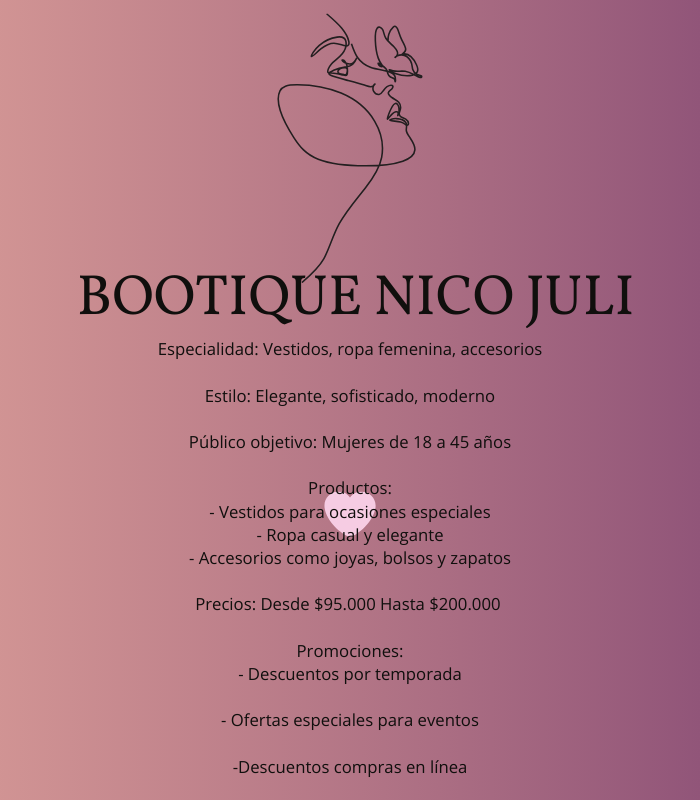 BOOTIQUE NICO JULI
Especialidad: Vestidos, ropa femenina, accesorios
Estilo: Elegante, sofisticado, moderno
Público objetivo: Mujeres de 18 a 45 años
Productos:
- Vestidos para ocasiones especiales
- Ropa casual y elegante
- Accesorios como joyas, bolsos y zapatos
Precios: Desde $95.000 Hasta $200.000
Promociones:
- Descuentos por temporada
- Ofertas especiales para eventos
-Descuentos compras en línea